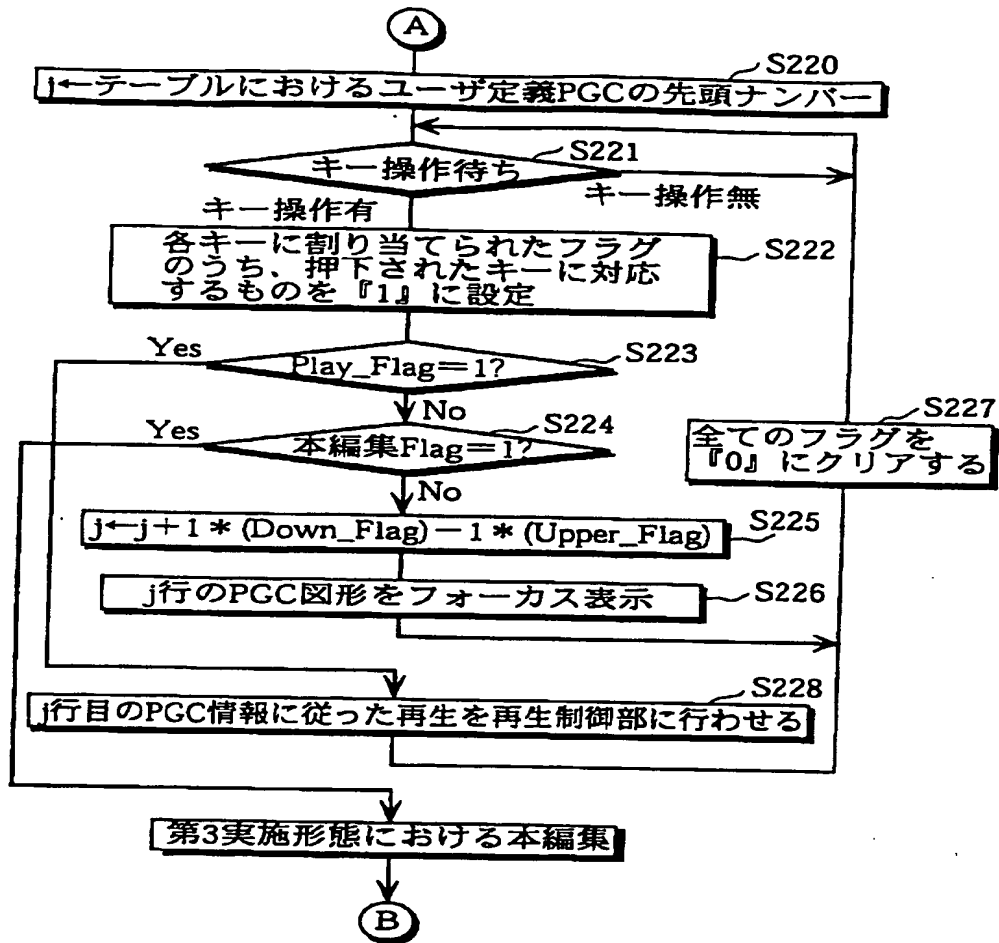 A
S220
j←テーブルにおけるユーザ定義PGCの先頭ナンバー
S221
キー操作待ち
キー操作無
キー操作有
S222
各キーに割り当てられたフラグ
のうち、押下されたキーに対応
するものを『1』に設定
Yes
S223
Play_Flag=1?
No
S227
Yes
S224
本編集Flag=1?
全てのフラグを
『0』にクリアする
No
S225
j←j+1*(Down_Flag)-1*(Upper_Flag)
S226
j行のPGC図形をフォーカス表示
S228
j行目のPGC情報に従った再生を再生制御部に行わせる
第3実施形態における本編集
B